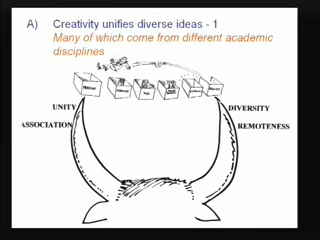 A) Creativity unifies diverse ideas - 1
Many of which come from different academic
disciplines
UNITY
DIVERSITY
ASSOCIATION
REMOTENESS